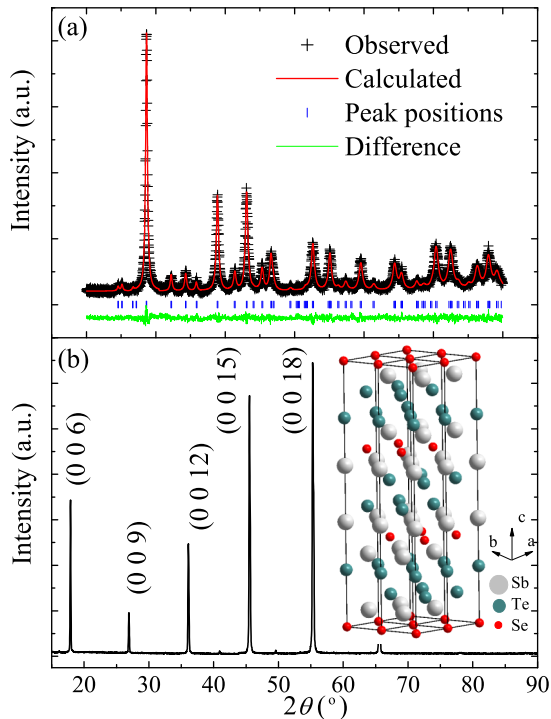 (a)
Observed
Calculated
Peak positions
Difference
Intensity (a.u.)
(b)
(0 0 6)
(0 0 9)
(0 0 12)
(0 0 15)
(0 0 18)
Intensity (a.u.)
c
b a
Sb
Te
Se
20 30 40 50 60 70 80 90
2θ (°)